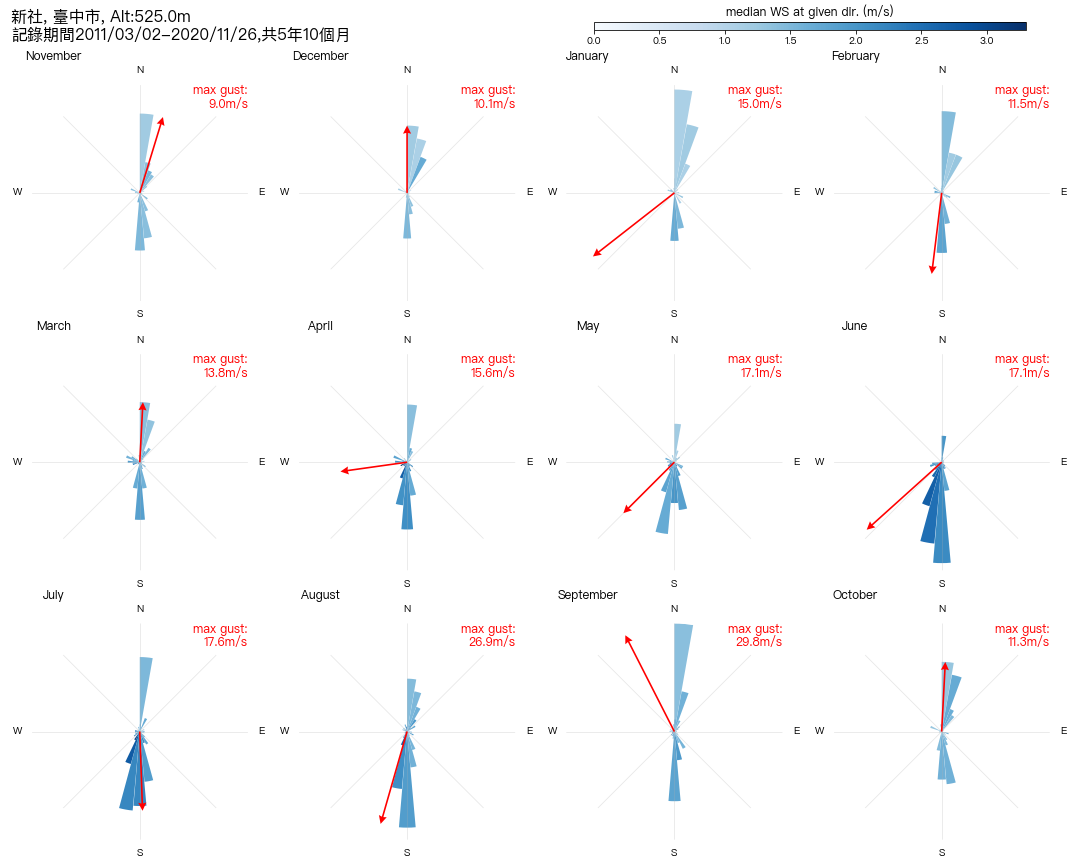 新社, 臺中市, Alt:525.0m
記錄期間2011/03/02–2020/11/26,共5年10個月
median WS at given dir. (m/s)
0.0 0.5 1.0 1.5 2.0 2.5 3.0
November
N
max gust:
9.0m/s
W
E
S
December
N
max gust:
10.1m/s
W
E
S
January
N
max gust:
15.0m/s
W
E
S
February
N
max gust:
11.5m/s
W
E
S
March
N
max gust:
13.8m/s
W
E
S
April
N
max gust:
15.6m/s
W
E
S
May
N
max gust:
17.1m/s
W
E
S
June
N
max gust:
17.1m/s
W
E
S
July
N
max gust:
17.6m/s
W
E
S
August
N
max gust:
26.9m/s
W
E
S
September
N
max gust:
29.8m/s
W
E
S
October
N
max gust:
11.3m/s
W
E
S